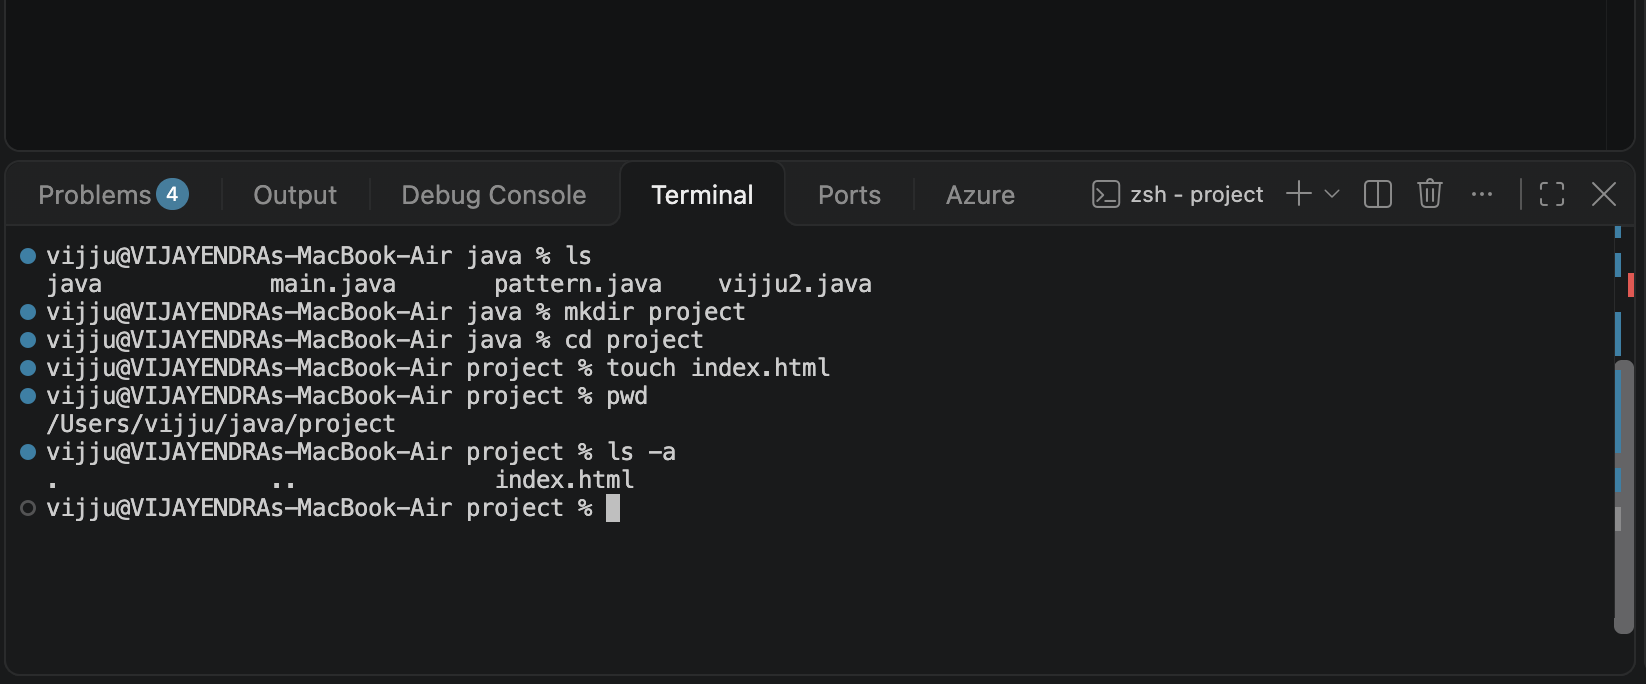 Problems 4 Output Debug Console Terminal Ports Azure zsh - project
vijju@VIJAYENDRAs-MacBook-Air java % ls
java main.java pattern.java vijju2.java
vijju@VIJAYENDRAs-MacBook-Air java % mkdir project
vijju@VIJAYENDRAs-MacBook-Air java % cd project
vijju@VIJAYENDRAs-MacBook-Air project % touch index.html
vijju@VIJAYENDRAs-MacBook-Air project % pwd
/Users/vijju/java/project
vijju@VIJAYENDRAs-MacBook-Air project % ls -a
. .. index.html
vijju@VIJAYENDRAs-MacBook-Air project %